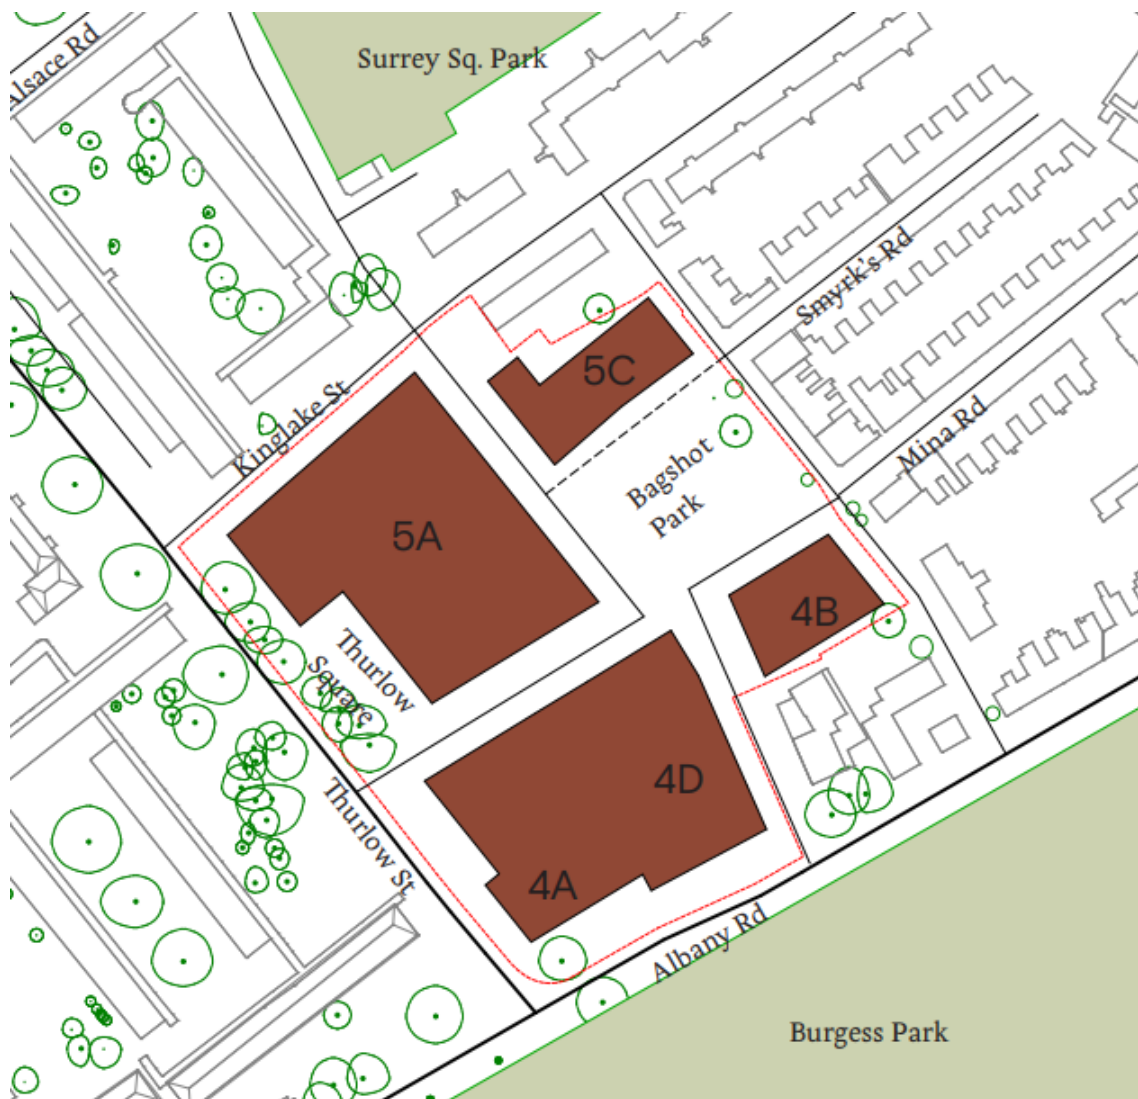 Alsace Rd
Surrey Sq. Park
Smyrk's Rd
5C
Kinglake St
Mina Rd
Bagshot
Park
5A
4B
Thurlow
Square
4D
Thurlow St
4A
Albany Rd
Burgess Park